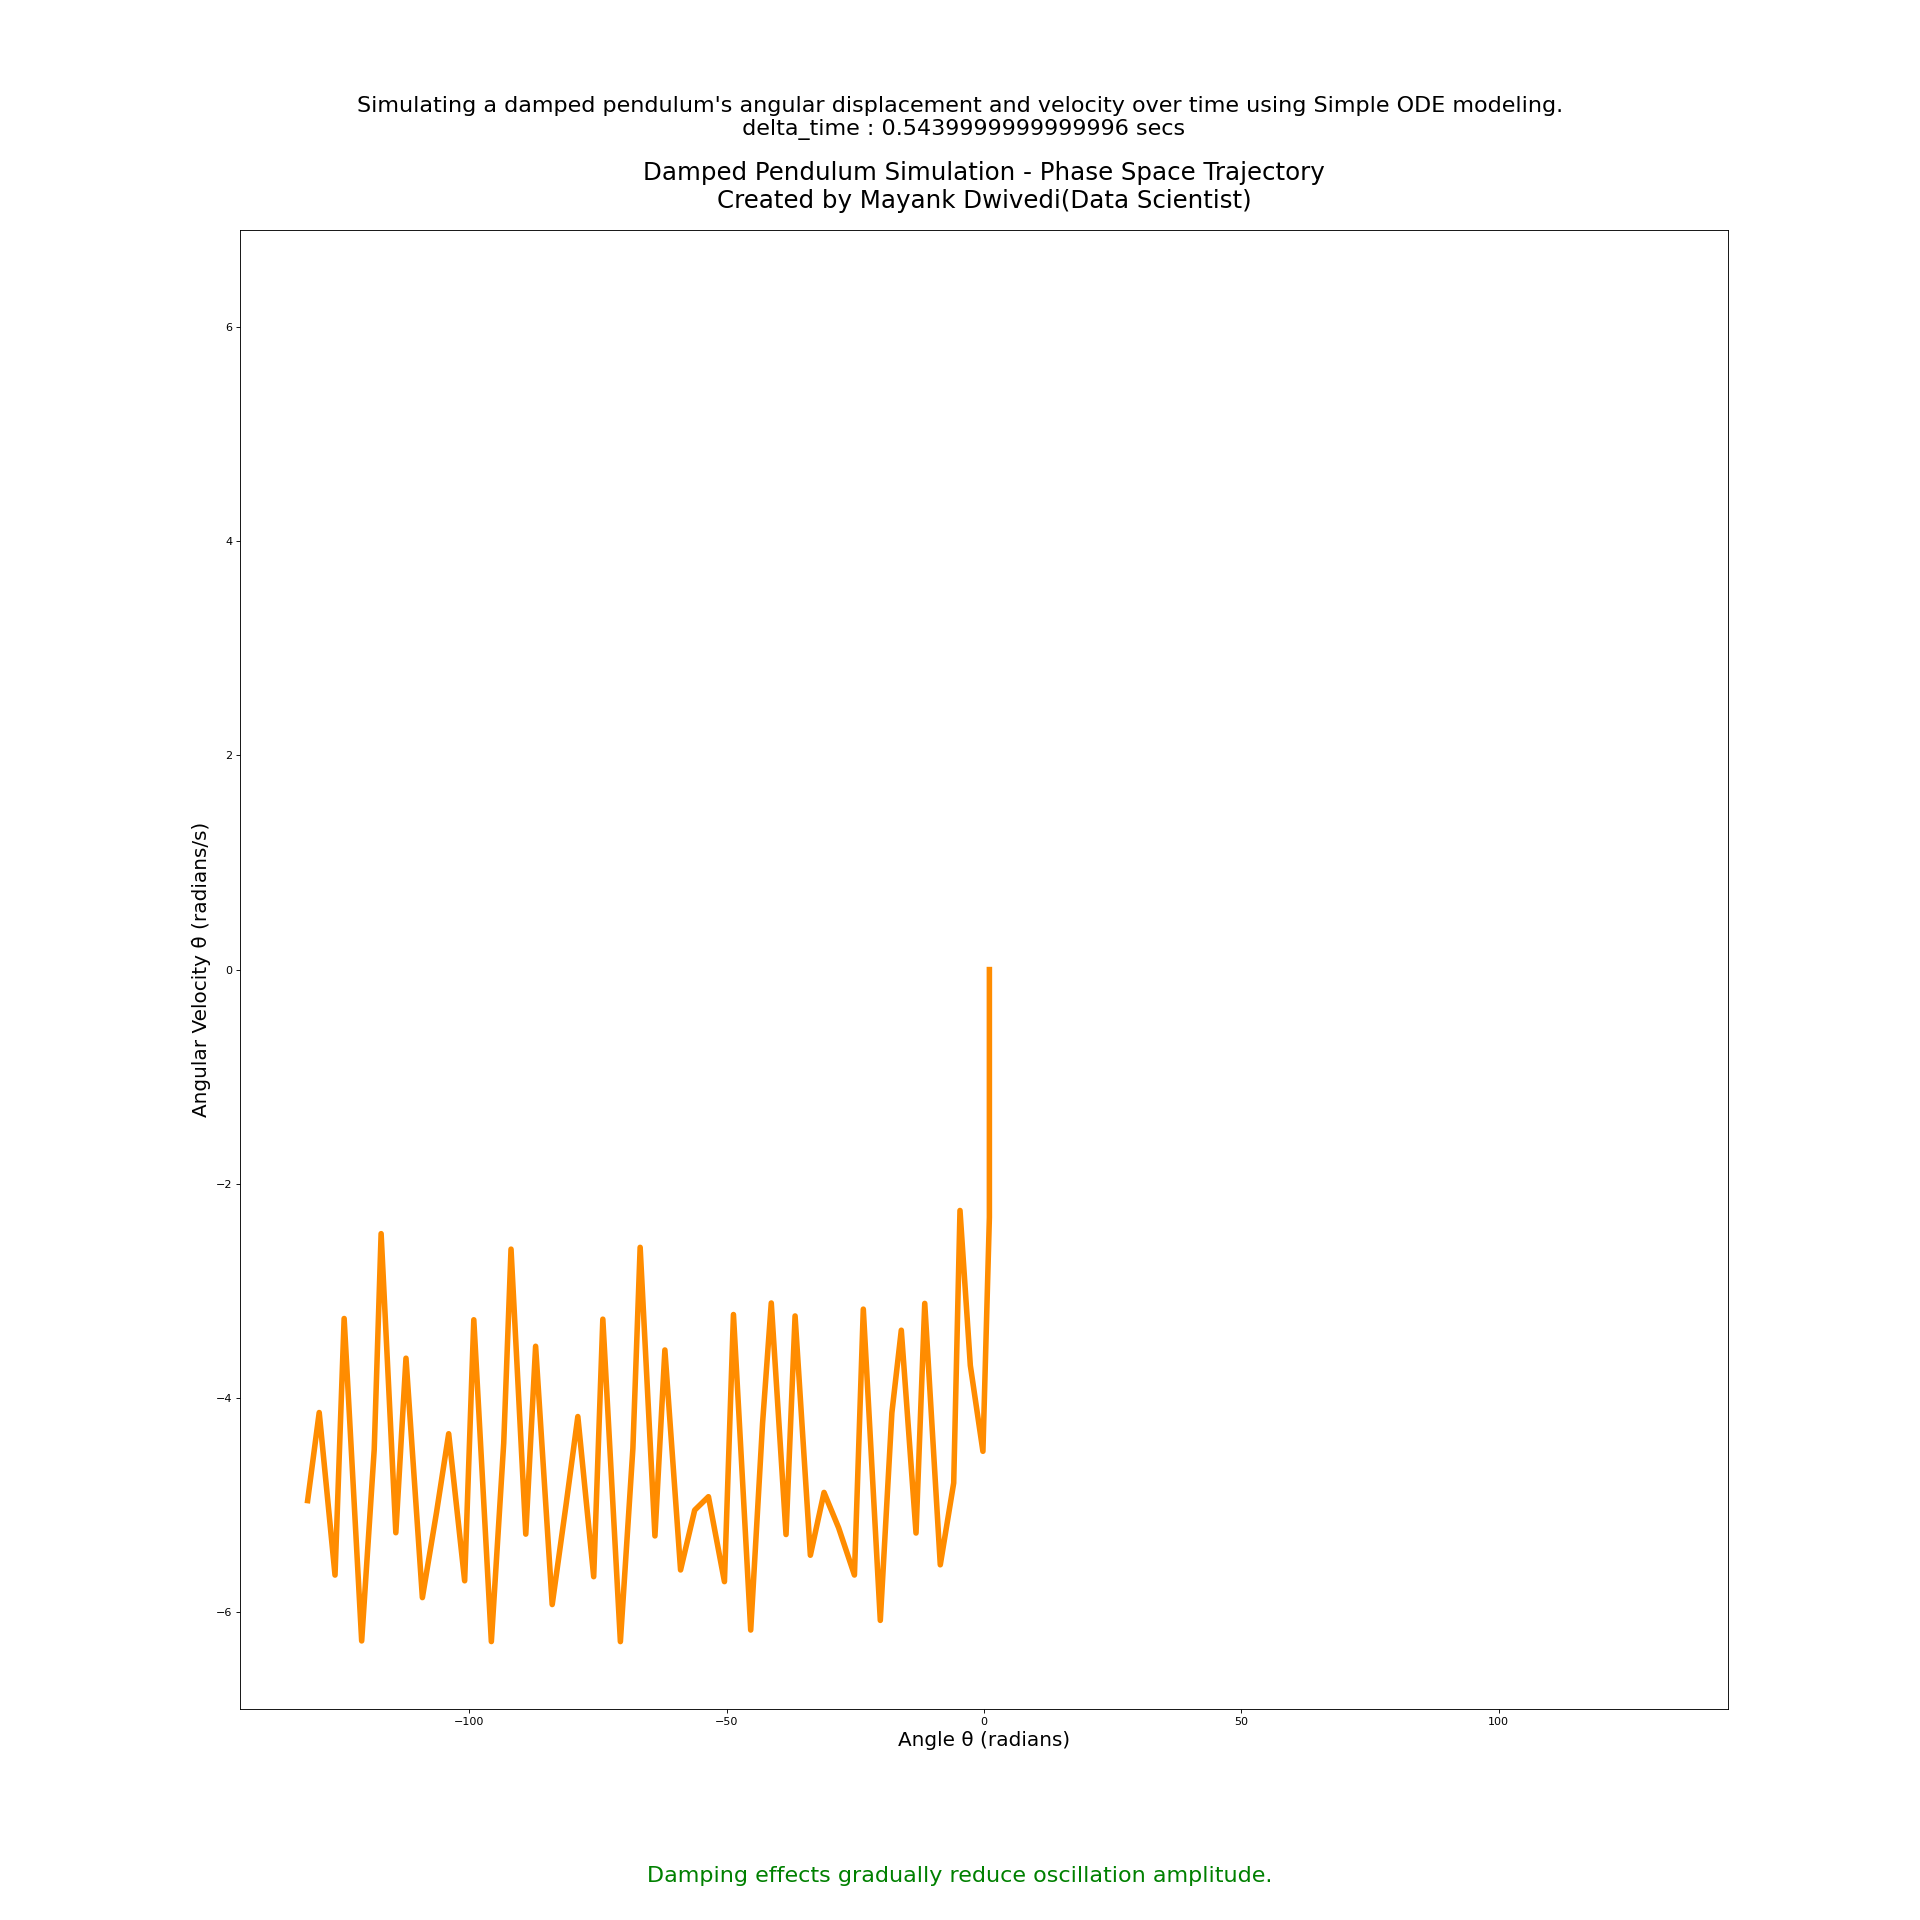 Simulating a damped pendulum's angular displacement and velocity over time using Simple ODE modeling.
delta_time : 0.5439999999999996 secs
Damped Pendulum Simulation - Phase Space Trajectory
Created by Mayank Dwivedi(Data Scientist)
6
4
2
0
−2
−4
−6
Angular Velocity θ (radians/s)
−100
−50
0
50
100
Angle θ (radians)
Damping effects gradually reduce oscillation amplitude.